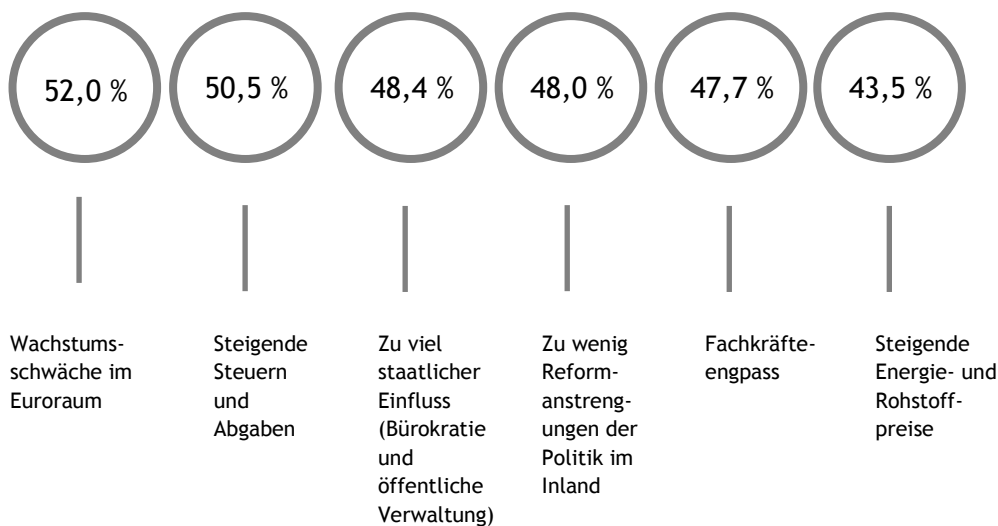 52,0 %
50,5 %
48,4 %
48,0 %
47,7 %
43,5 %
Wachstums-
schwäche im
Euroraum
Steigende
Steuern
und
Abgaben
Zu viel
staatlicher
Einfluss
(Bürokratie
und
öffentliche
Verwaltung)
Zu wenig
Reform-
anstreng-
ungen der
Politik im
Inland
Fachkräfte-
engpass
Steigende
Energie- und
Rohstoff-
preise